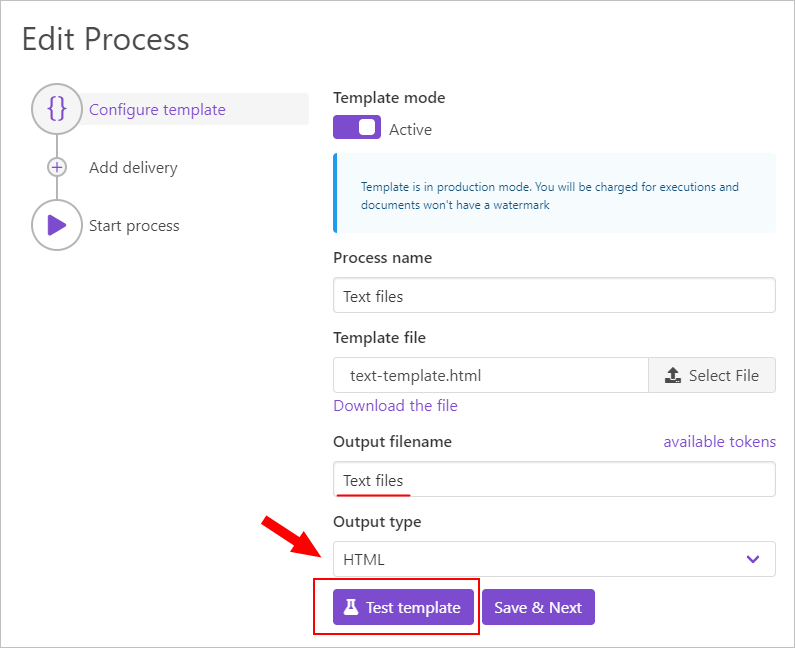 Edit Process
{} Configure template
Add delivery
Start process
Template mode
Active
Template is in production mode. You will be charged for executions and
documents won't have a watermark
Process name
Text files
Template file
text-template.html
Select File
Download the file
Output filename
available tokens
Text files
Output type
HTML
Test template
Save & Next